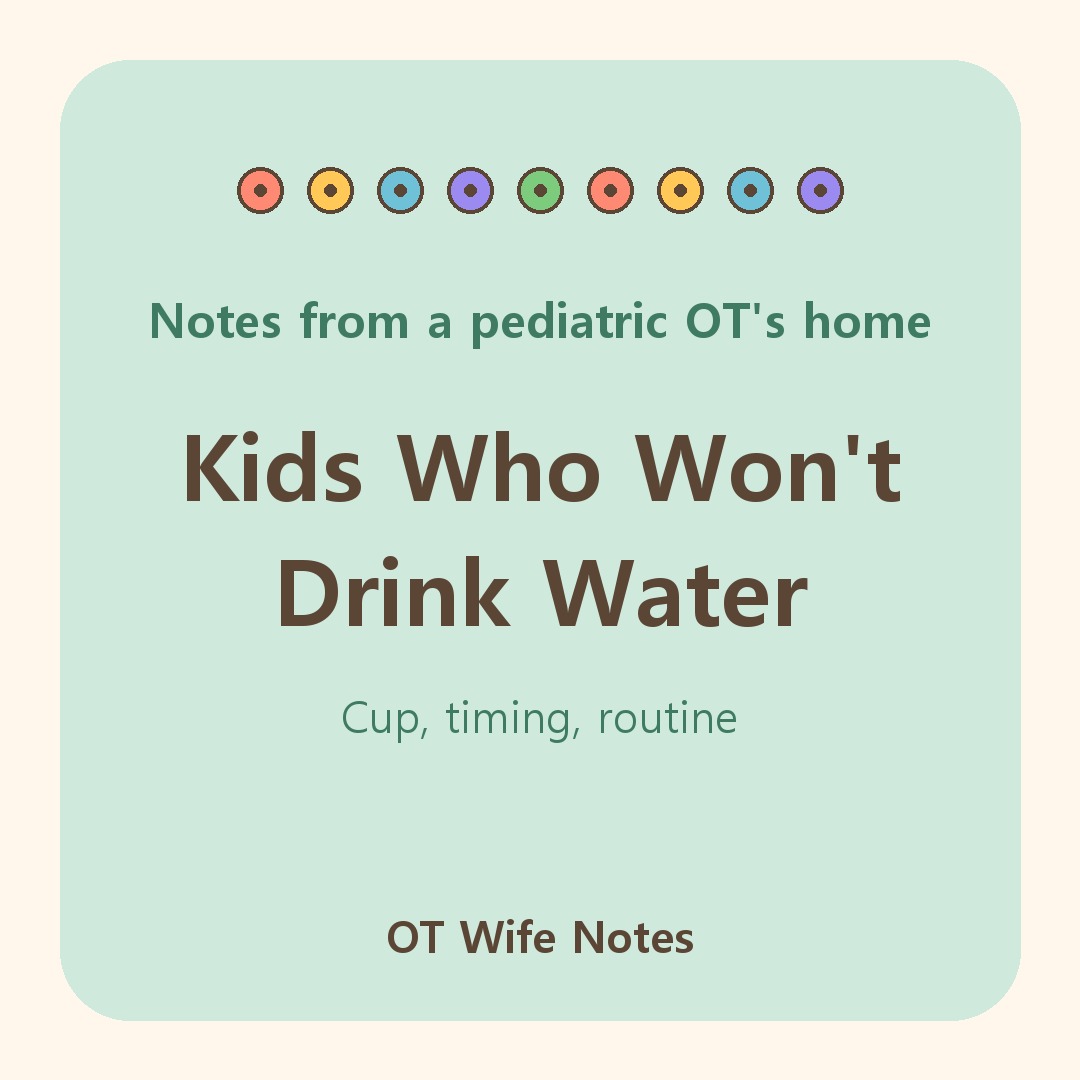 Notes from a pediatric OT's home
Kids Who Won't
Drink Water
Cup, timing, routine
OT Wife Notes